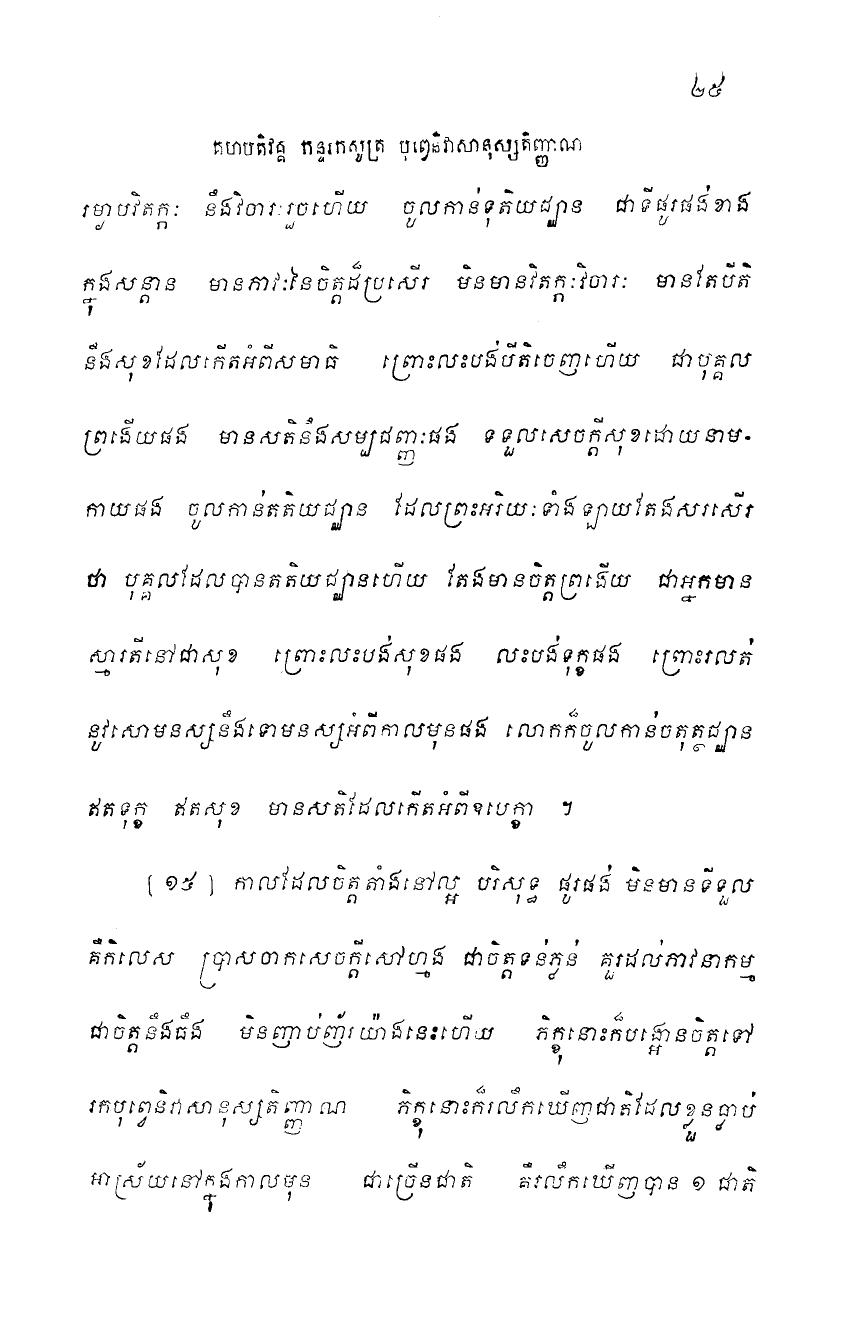 ២៥
គហបតិវគ្គ កន្ទរកសូត្រ បុព្វេនិវាសានុស្សតិញ្ញាណ
រម្ងាប់វិតក្កៈ នឹងវិចារៈរួចហើយ ចូលកាន់ទុតិយជ្ឈាន ជាទីផូរផង់ខាង
ក្នុងសន្តាន មានភាវៈនៃចិត្តដ៏ប្រសើរ មិនមានវិតក្កៈវិចារៈ មានតែបីតិ
នឹងសុខដែលកើតអំពីសមាធិ ព្រោះលះបង់បីតិចេញហើយ ជាបុគ្គល
ព្រងើយផង មានសតិនឹងសម្បជញ្ញៈផង ទទួលសេចក្តីសុខដោយនាម-
កាយផង ចូលកាន់តតិយជ្ឈាន ដែលព្រះអរិយៈទាំងឡាយតែងសរសើរ
ថា បុគ្គលដែលបានតតិយជ្ឈានហើយ តែងមានចិត្តព្រងើយ ជាអ្នកមាន
ស្មារតីនៅជាសុខ ព្រោះលះបង់សុខផង លះបង់ទុក្ខផង ព្រោះរលត់
នូវសោមនស្សនឹងទោមនស្សអំពីកាលមុនផង លោកក៏ចូលកាន់ចតុត្ថជ្ឈាន
ឥតទុក្ខ ឥតសុខ មានសតិដែលកើតអំពីឧបេក្ខា ។
[ ១៥ ] កាលដែលចិត្តតាំងនៅល្អ បរិសុទ្ធ ផូរផង់ មិនមានទីទួល
គឺកិលេស ប្រាសចាកសេចក្តីសៅហ្មង ជាចិត្តទន់ភ្លន់ គួរដល់ភាវនាកម្ម
ជាចិត្តនឹងធឹង មិនញាប់ញ័រយ៉ាងនេះហើយ ភិក្ខុនោះក៏បង្អោនចិត្តទៅ
រកបុព្វេនិវាសានុស្សតិញ្ញាណ ភិក្ខុនោះក៏រលឹកឃើញជាតិដែលខ្លួនធ្លាប់
អាស្រ័យនៅក្នុងកាលមុន ជាច្រើនជាតិ គឺរលឹកឃើញបាន ១ ជាតិ